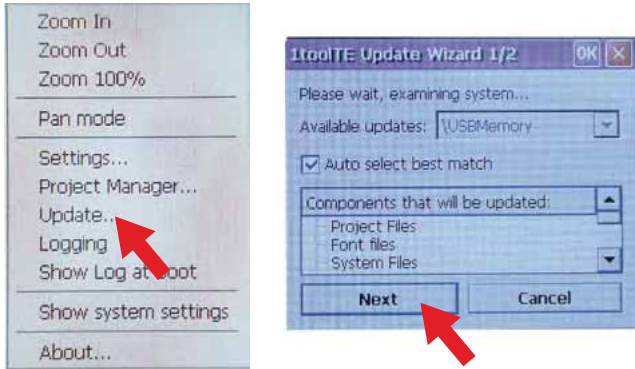 Zoom In
Zoom Out
Zoom 100%
Pan mode
Settings...
Project Manager...
Update...
Logging
Show Log at boot
Show system settings
About...
1toolTE Update Wizard 1/2 OK
Please wait, examining system...
Available updates: \USBMemory
Auto select best match
Components that will be updated:
Project Files
Font files
System Files
Next Cancel